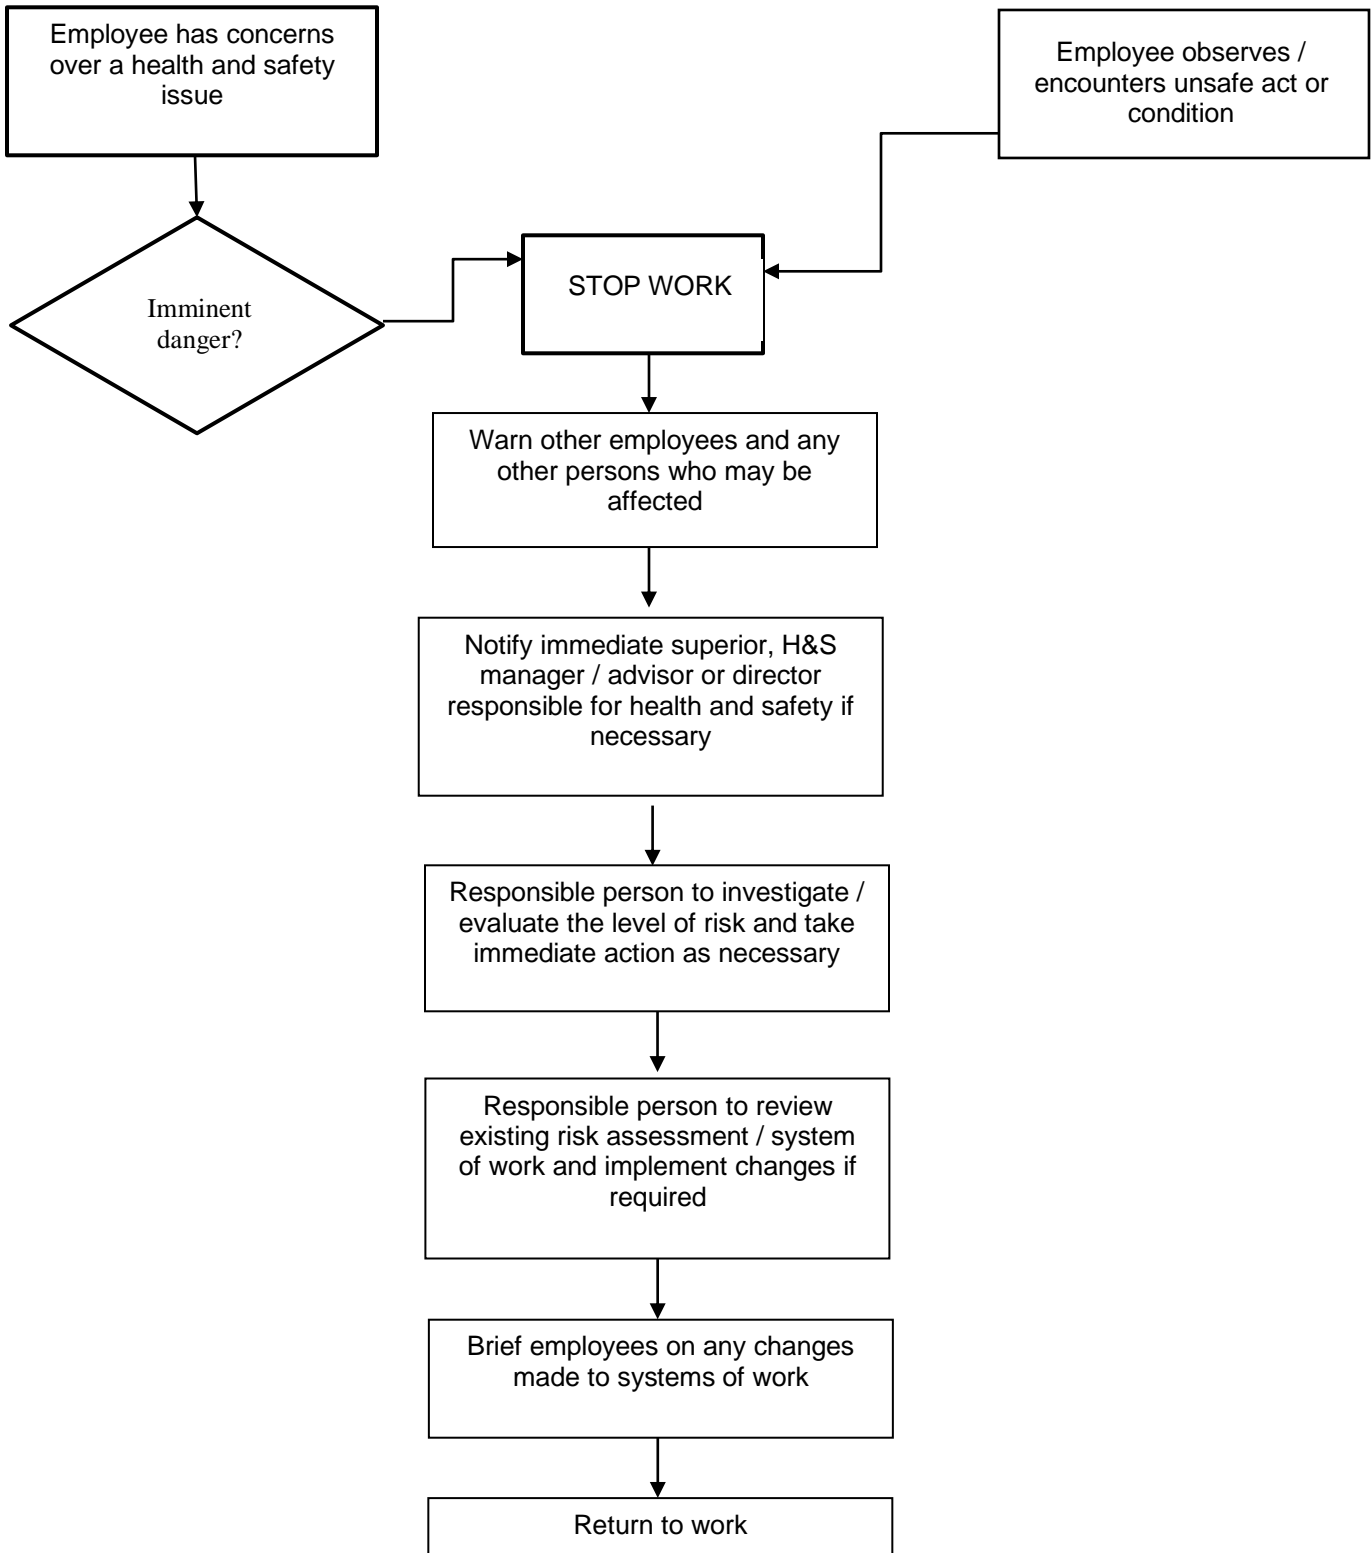 Employee has concerns
over a health and safety
issue
Employee observes /
encounters unsafe act or
condition
Imminent
danger?
STOP WORK
Warn other employees and any
other persons who may be
affected
Notify immediate superior, H&S
manager / advisor or director
responsible for health and safety if
necessary
Responsible person to investigate /
evaluate the level of risk and take
immediate action as necessary
Responsible person to review
existing risk assessment / system
of work and implement changes if
required
Brief employees on any changes
made to systems of work
Return to work